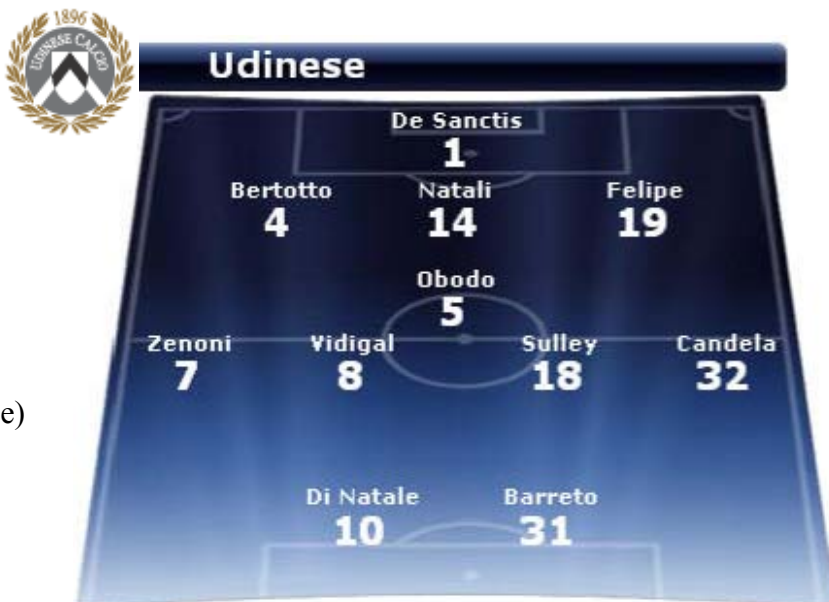 1896
UDINESE CALCIO
Udinese
De Sanctis
1
Bertotto Natali Felipe
4 14 19
Obodo
5
Zenoni Vidigal Sulley Candela
7 8 18 32
e)
Di Natale Barreto
10 31